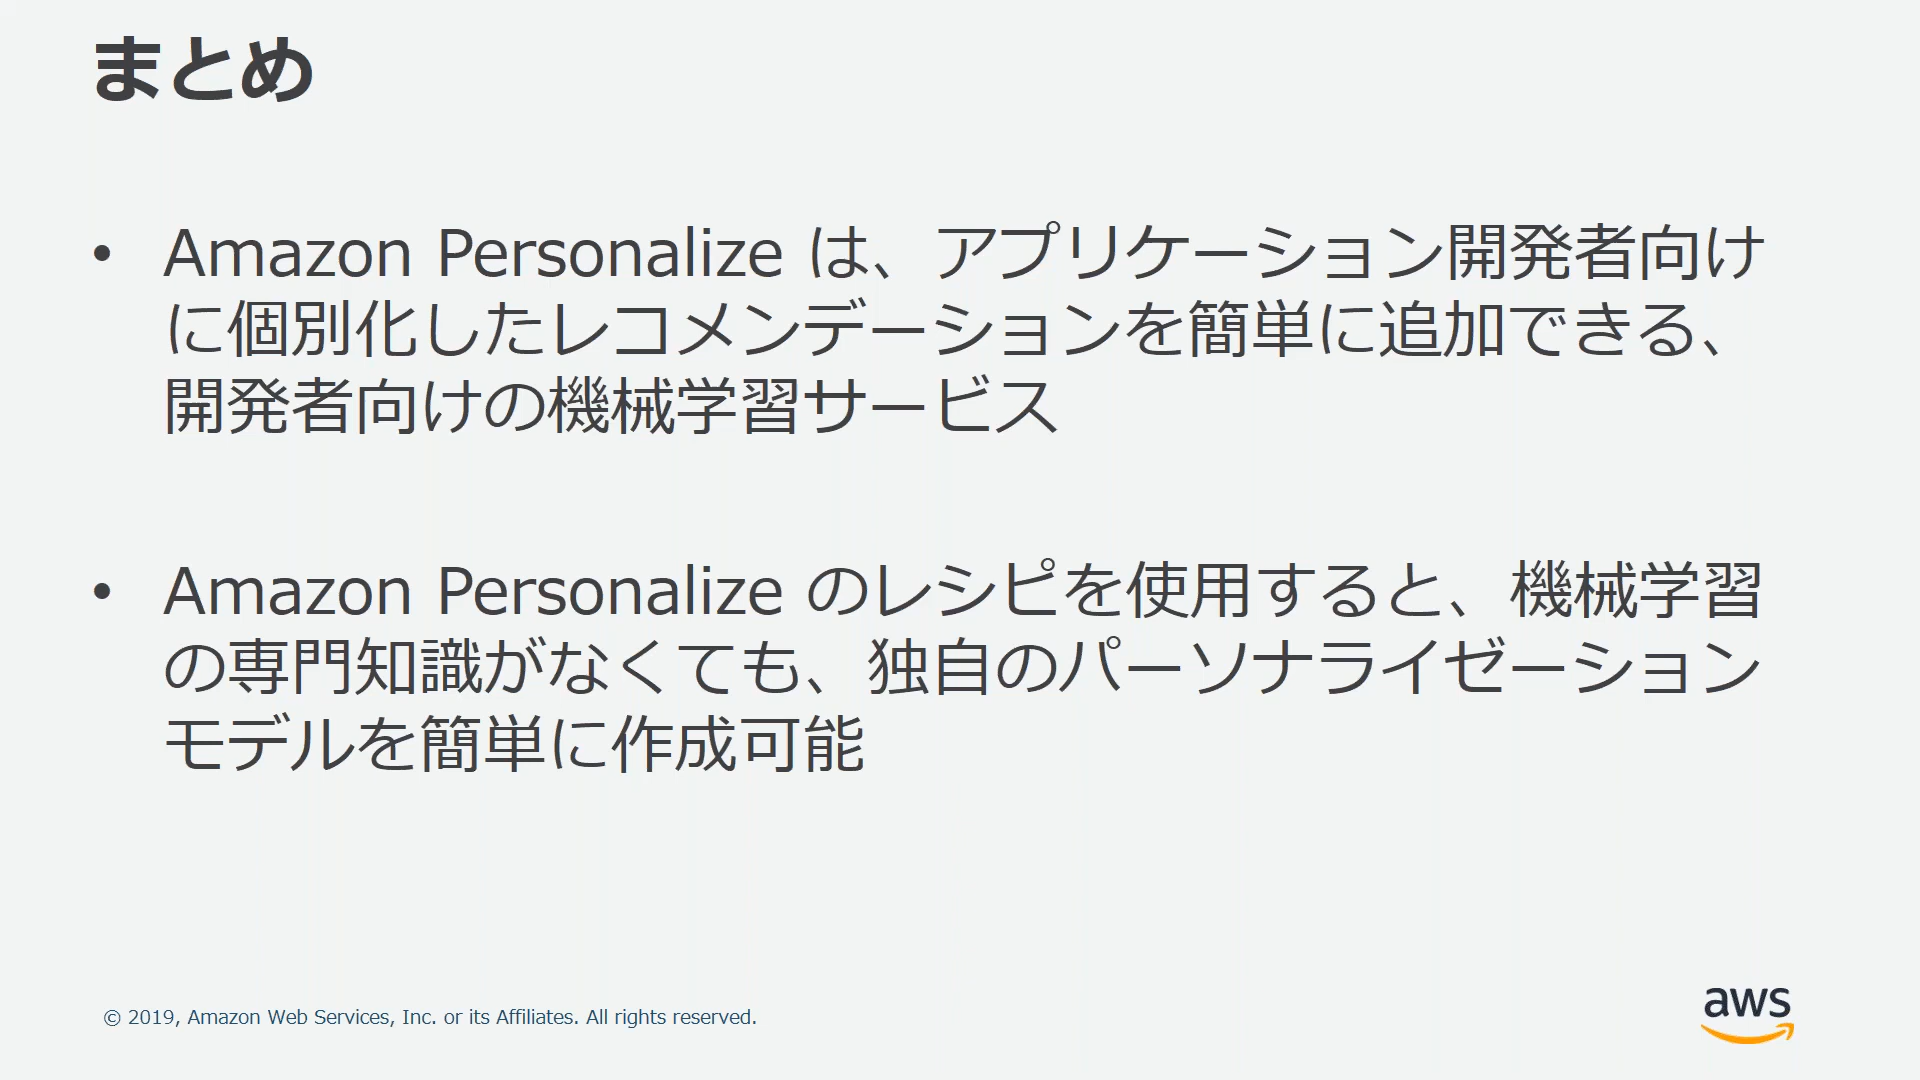 まとめ
• Amazon Personalize は、アプリケーション開発者向け
に個別化したレコメンデーションを簡単に追加できる、
開発者向けの機械学習サービス
• Amazon Personalize のレシピを使用すると、機械学習
の専門知識がなくても、独自のパーソナライゼーション
モデルを簡単に作成可能
© 2019, Amazon Web Services, Inc. or its Affiliates. All rights reserved.
aws